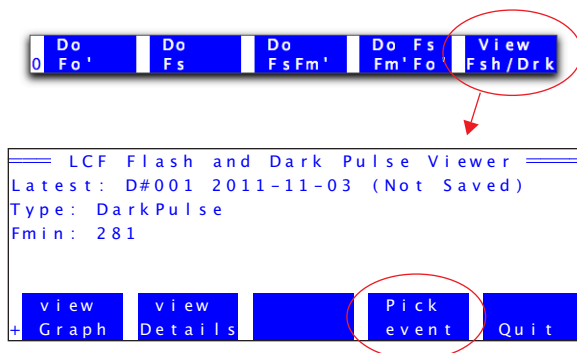 Do Do Do Do Fs View
0 Fo' Fs FsFm' Fm'Fo' Fsh/Drk
LCF Flash and Dark Pulse Viewer
Latest: D#001 2011-11-03 (Not Saved)
Type: DarkPulse
Fmin: 281
view view Pick
+ Graph Details event Quit